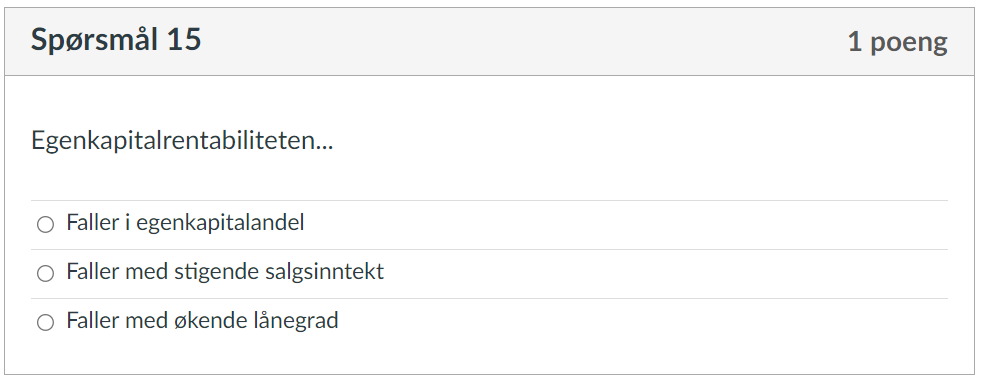 Spørsmål 15
1 poeng
Egenkapitalrentabiliteten...
Faller i egenkapitalandel
Faller med stigende salgsinntekt
Faller med økende lånegrad